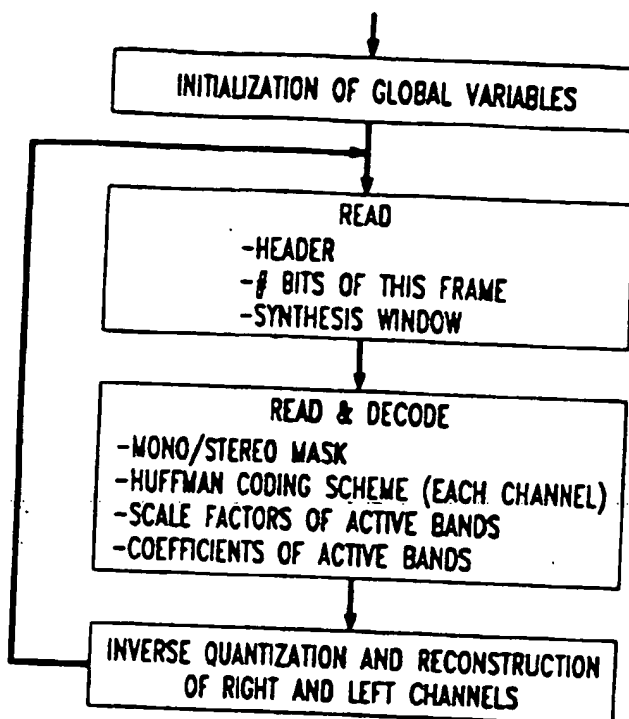 INITIALIZATION OF GLOBAL VARIABLES
READ
-HEADER
-# BITS OF THIS FRAME
-SYNTHESIS WINDOW
READ & DECODE
-MONO/STEREO MASK
-HUFFMAN CODING SCHEME (EACH CHANNEL)
-SCALE FACTORS OF ACTIVE BANDS
-COEFFICIENTS OF ACTIVE BANDS
INVERSE QUANTIZATION AND RECONSTRUCTION
OF RIGHT AND LEFT CHANNELS